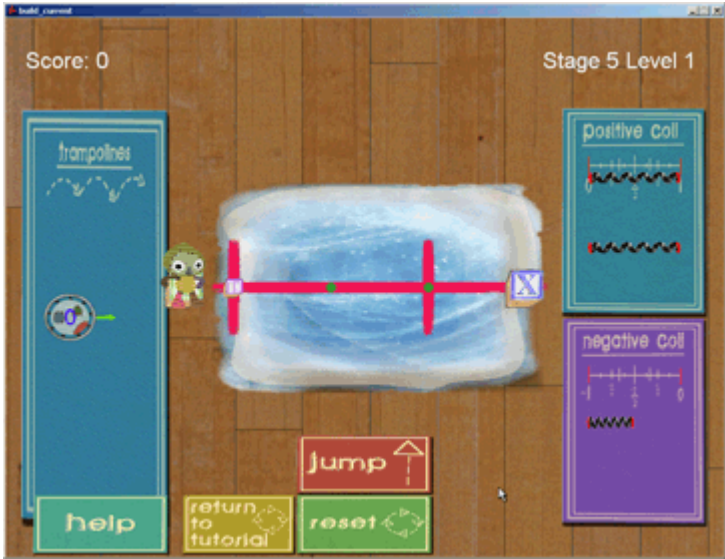 build_current
Score: 0
Stage 5 Level 1
trampolines
0
X
positive coil
0
1
negative coil
-1
0
jump
help
return
to
tutorial
reset